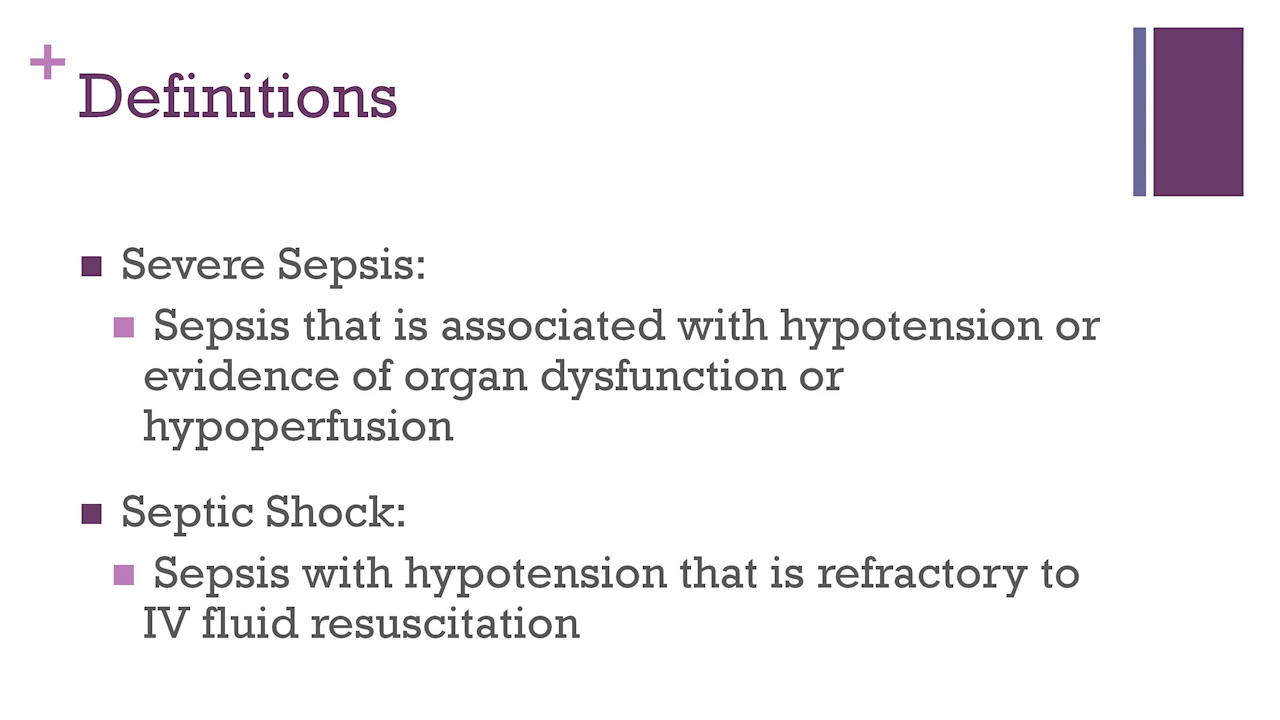 Definitions
Severe Sepsis:
Sepsis that is associated with hypotension or
evidence of organ dysfunction or
hypoperfusion
Septic Shock:
Sepsis with hypotension that is refractory to
IV fluid resuscitation